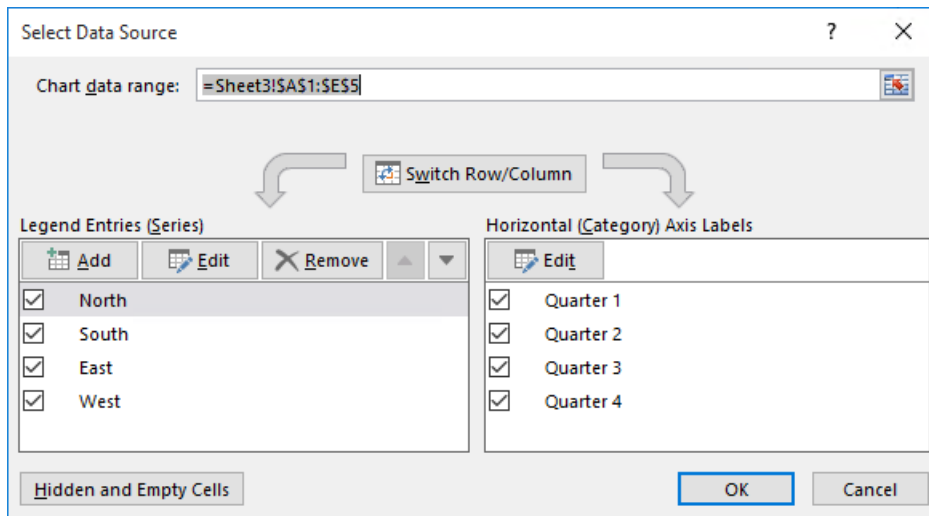 Select Data Source
Chart data range: =Sheet3!$A$1:$E$5
Switch Row/Column
Legend Entries (Series)
Add Edit Remove
North
South
East
West
Horizontal (Category) Axis Labels
Edit
Quarter 1
Quarter 2
Quarter 3
Quarter 4
Hidden and Empty Cells
OK Cancel